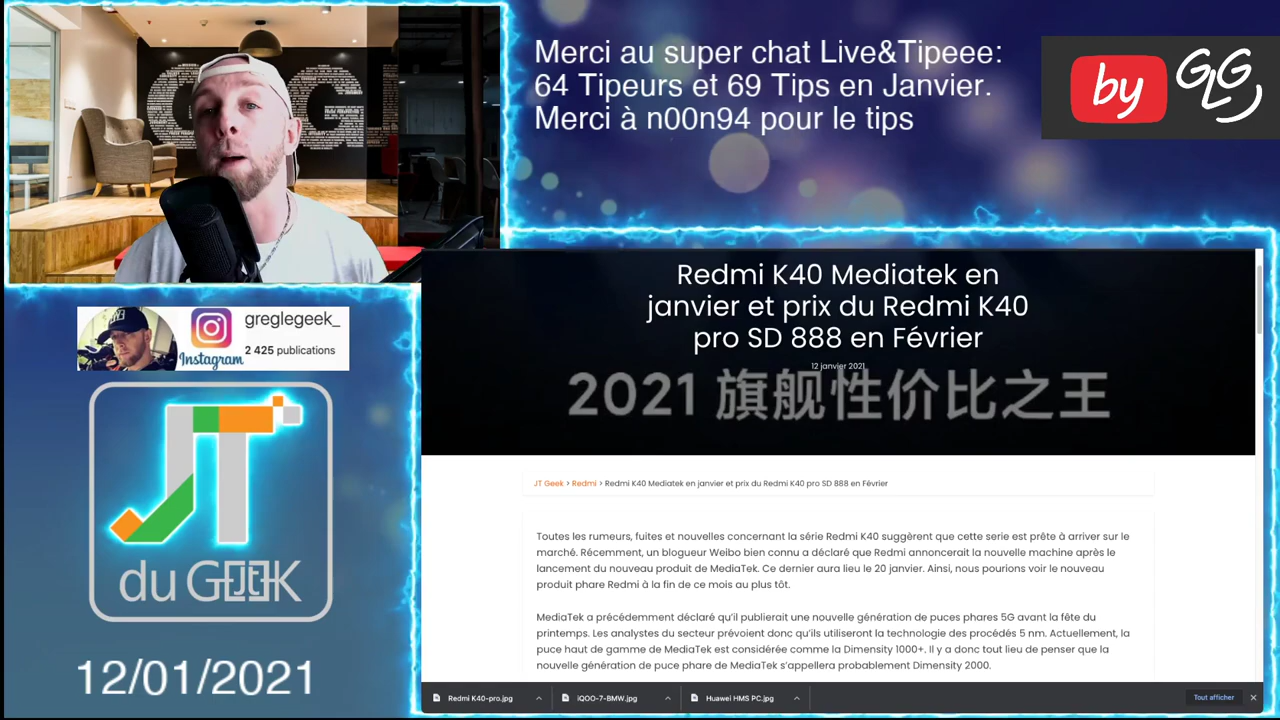 Merci au super chat Live&Tipeee:
64 Tipeurs et 69 Tips en Janvier.
Merci à n00n94 pour le tips
by GLG
greglegeek_
Instagram
2 425 publications
JT
du GEEK
12/01/2021
Redmi K40 Mediatek en
janvier et prix du Redmi K40
pro SD 888 en Février
12 janvier 2021
2021 旗舰性价比之王
JT Geek > Redmi > Redmi K40 Mediatek en janvier et prix du Redmi K40 pro SD 888 en Février
Toutes les rumeurs, fuites et nouvelles concernant la série Redmi K40 suggèrent que cette serie est prête à arriver sur le
marché. Récemment, un blogueur Weibo bien connu a déclaré que Redmi annoncerait la nouvelle machine après le
lancement du nouveau produit de MediaTek. Ce dernier aura lieu le 20 janvier. Ainsi, nous pourions voir le nouveau
produit phare Redmi à la fin de ce mois au plus tôt.
MediaTek a précédemment déclaré qu'il publierait une nouvelle génération de puces phares 5G avant la fête du
printemps. Les analystes du secteur prévoient donc qu'ils utiliseront la technologie des procédés 5 nm. Actuellement, la
puce haut de gamme de MediaTek est considérée comme la Dimensity 1000+. Il y a donc tout lieu de penser que la
nouvelle génération de puce phare de MediaTek s'appellera probablement Dimensity 2000.
Redmi K40-pro.jpg
iQOO-7-BMW.jpg
Huawei HMS PC.jpg
Tout afficher